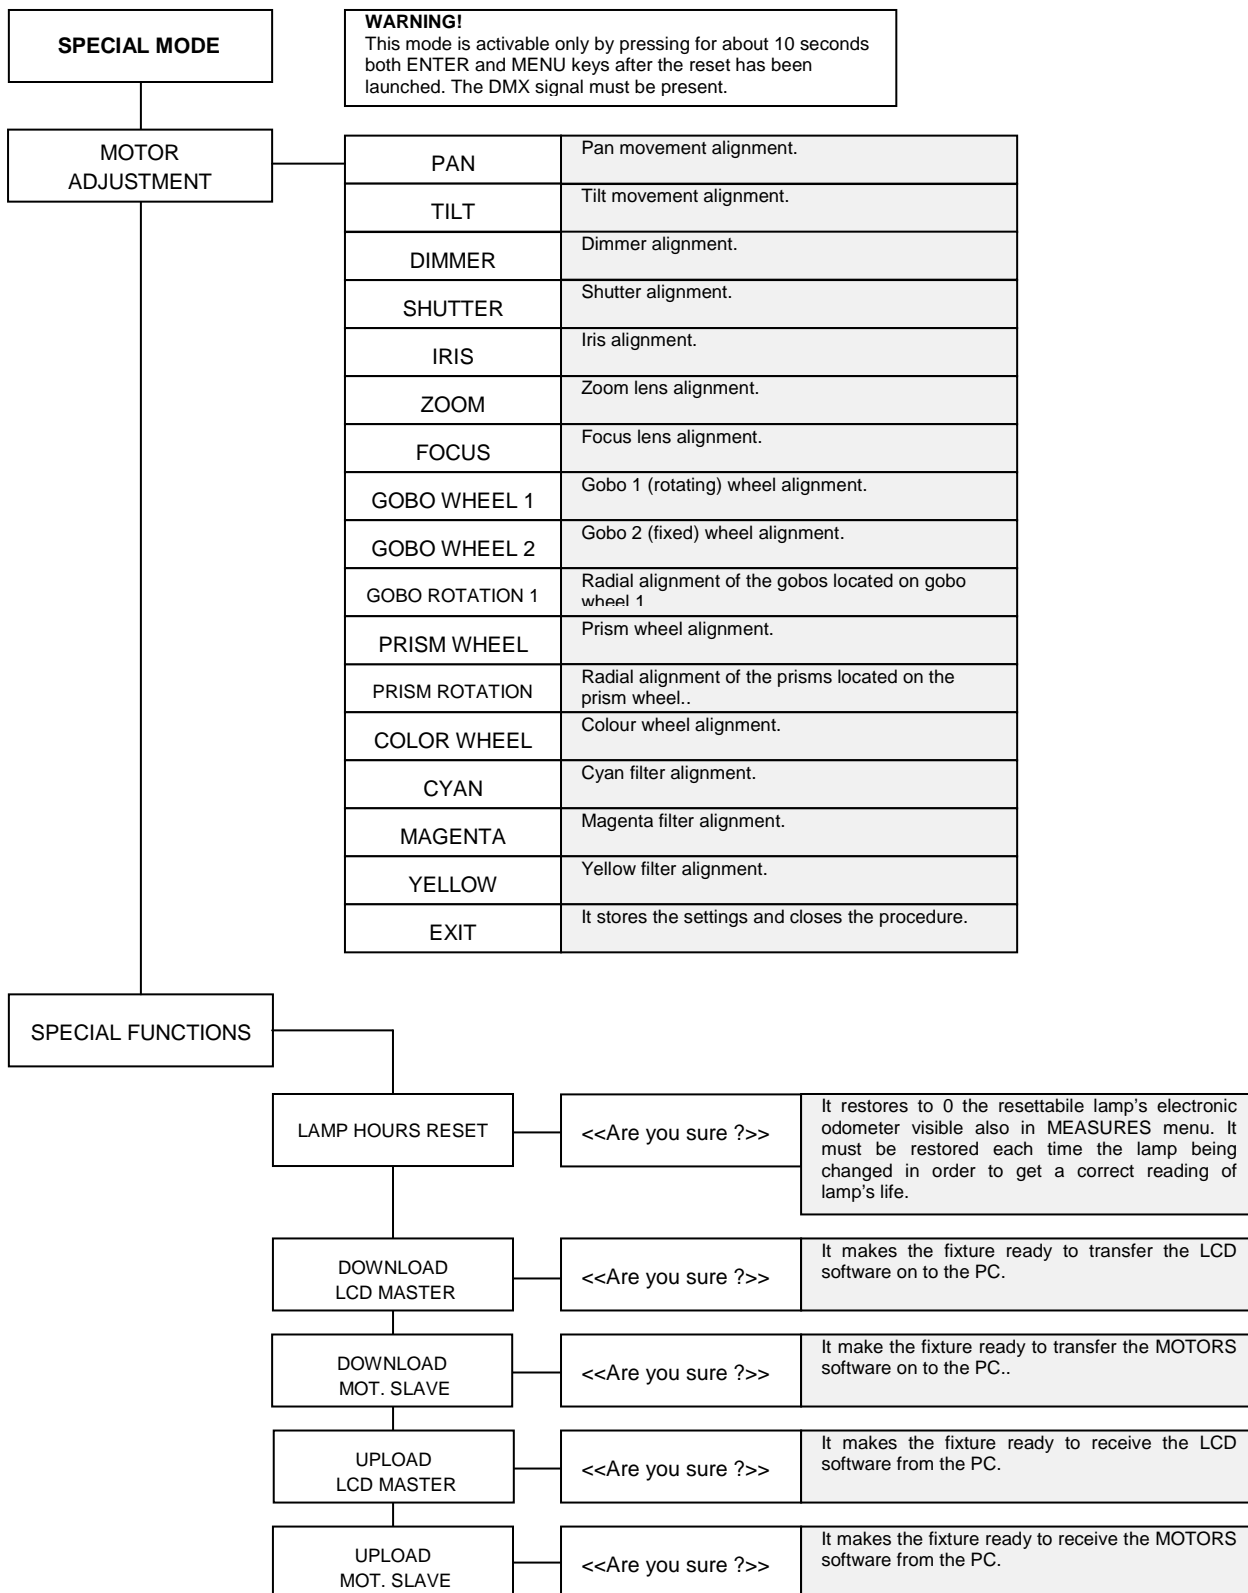 SPECIAL MODE
WARNING!
This mode is activable only by pressing for about 10 seconds
both ENTER and MENU keys after the reset has been
launched. The DMX signal must be present.
MOTOR
ADJUSTMENT
PAN
Pan movement alignment.
TILT
Tilt movement alignment.
DIMMER
Dimmer alignment.
SHUTTER
Shutter alignment.
IRIS
Iris alignment.
ZOOM
Zoom lens alignment.
FOCUS
Focus lens alignment.
GOBO WHEEL 1
Gobo 1 (rotating) wheel alignment.
GOBO WHEEL 2
Gobo 2 (fixed) wheel alignment.
GOBO ROTATION 1
Radial alignment of the gobos located on gobo
wheel 1
PRISM WHEEL
Prism wheel alignment.
PRISM ROTATION
Radial alignment of the prisms located on the
prism wheel..
COLOR WHEEL
Colour wheel alignment.
CYAN
Cyan filter alignment.
MAGENTA
Magenta filter alignment.
YELLOW
Yellow filter alignment.
EXIT
It stores the settings and closes the procedure.
SPECIAL FUNCTIONS
LAMP HOURS RESET
<<Are you sure ?>>
It restores to 0 the resettabile lamp's electronic
odometer visible also in MEASURES menu. It
must be restored each time the lamp being
changed in order to get a correct reading of
lamp's life.
DOWNLOAD
LCD MASTER
<<Are you sure ?>>
It makes the fixture ready to transfer the LCD
software on to the PC.
DOWNLOAD
MOT. SLAVE
<<Are you sure ?>>
It make the fixture ready to transfer the MOTORS
software on to the PC..
UPLOAD
LCD MASTER
<<Are you sure ?>>
It makes the fixture ready to receive the LCD
software from the PC.
UPLOAD
MOT. SLAVE
<<Are you sure ?>>
It makes the fixture ready to receive the MOTORS
software from the PC.